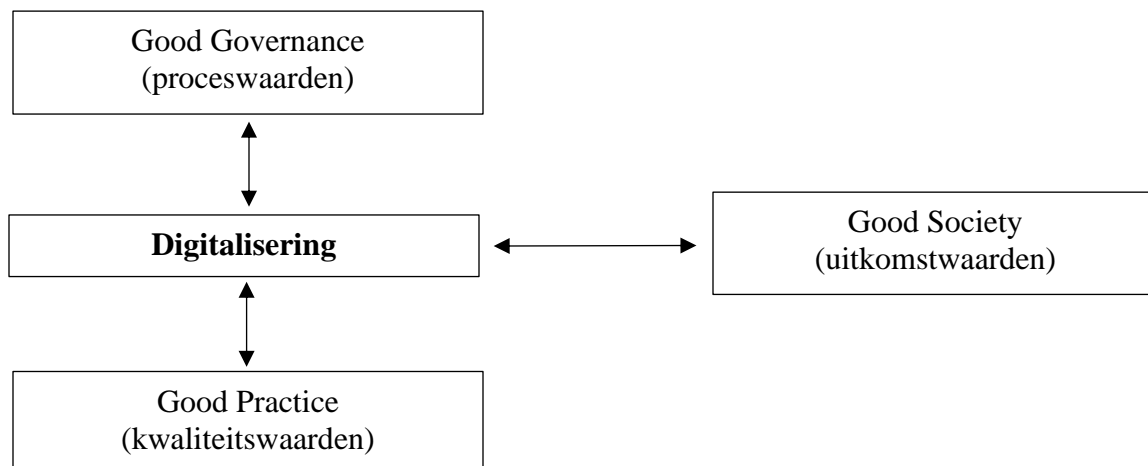 Good Governance
(proceswaarden)
Digitalisering
Good Society
(uitkomstwaarden)
Good Practice
(kwaliteitswaarden)